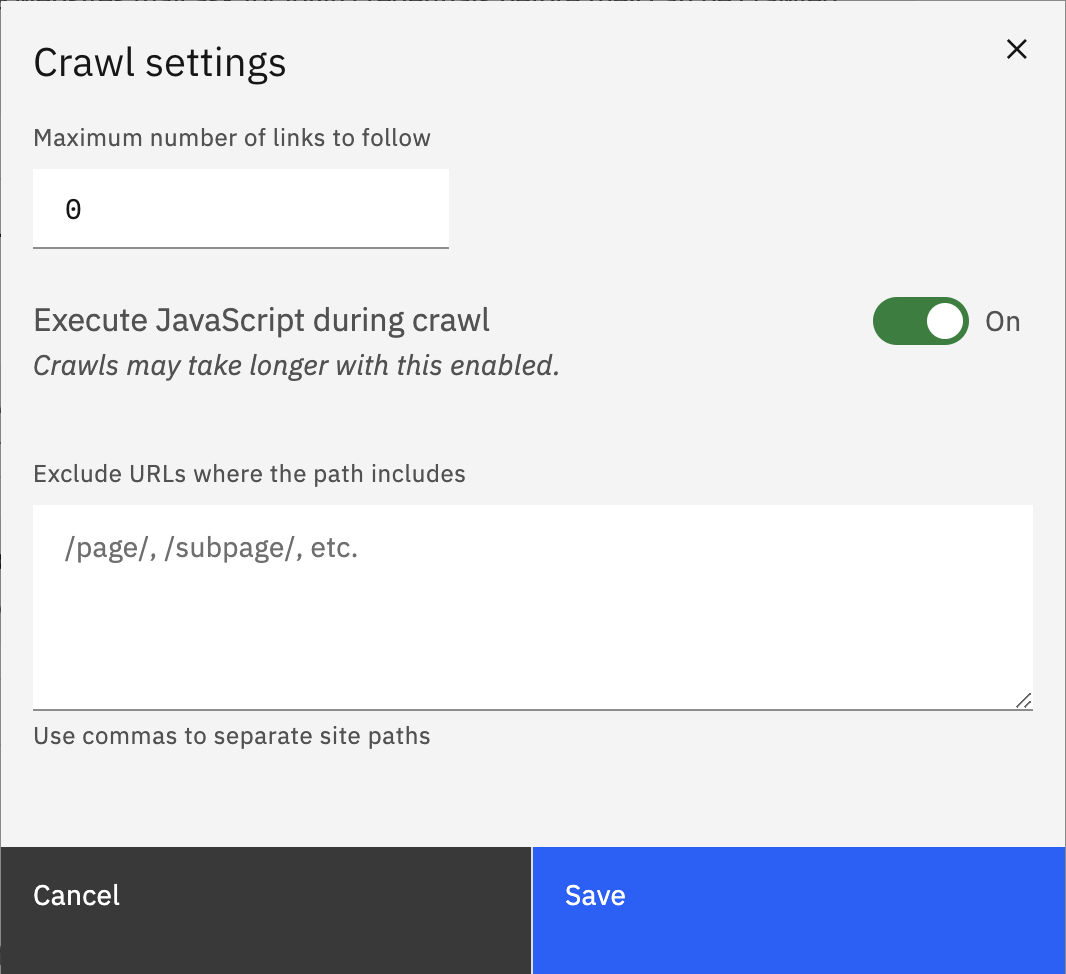 Crawl settings
Maximum number of links to follow
0
Execute JavaScript during crawl
On
Crawls may take longer with this enabled.
Exclude URLs where the path includes
/page/, /subpage/, etc.
Use commas to separate site paths
Cancel
Save